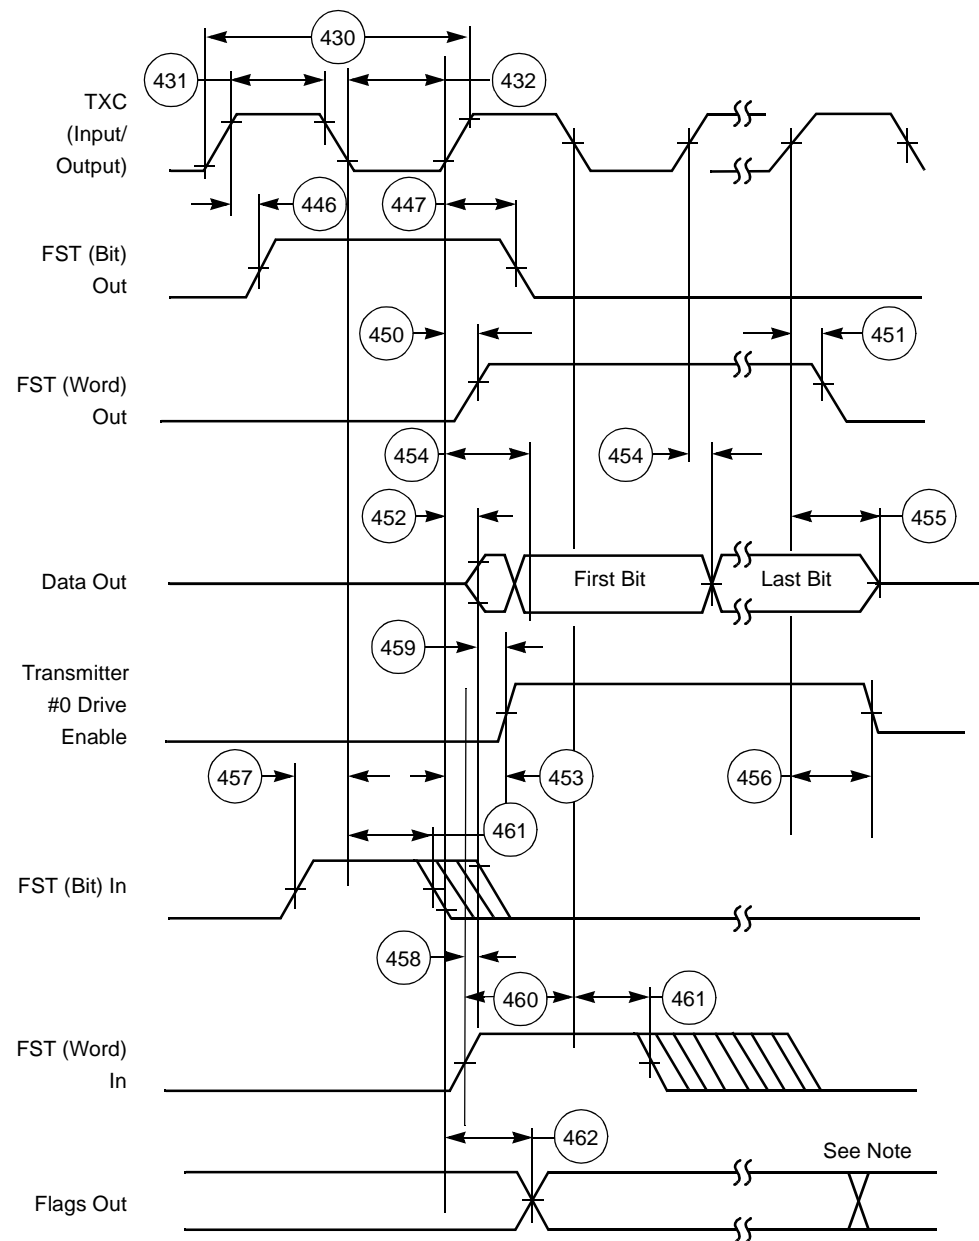 430
431
432
TXC
(Input/
Output)
446
447
FST (Bit)
Out
450
451
FST (Word)
Out
454
454
452
455
Data Out
First Bit
Last Bit
459
Transmitter
#0 Drive
Enable
457
453
456
461
FST (Bit) In
458
460
461
FST (Word)
In
462
See Note
Flags Out